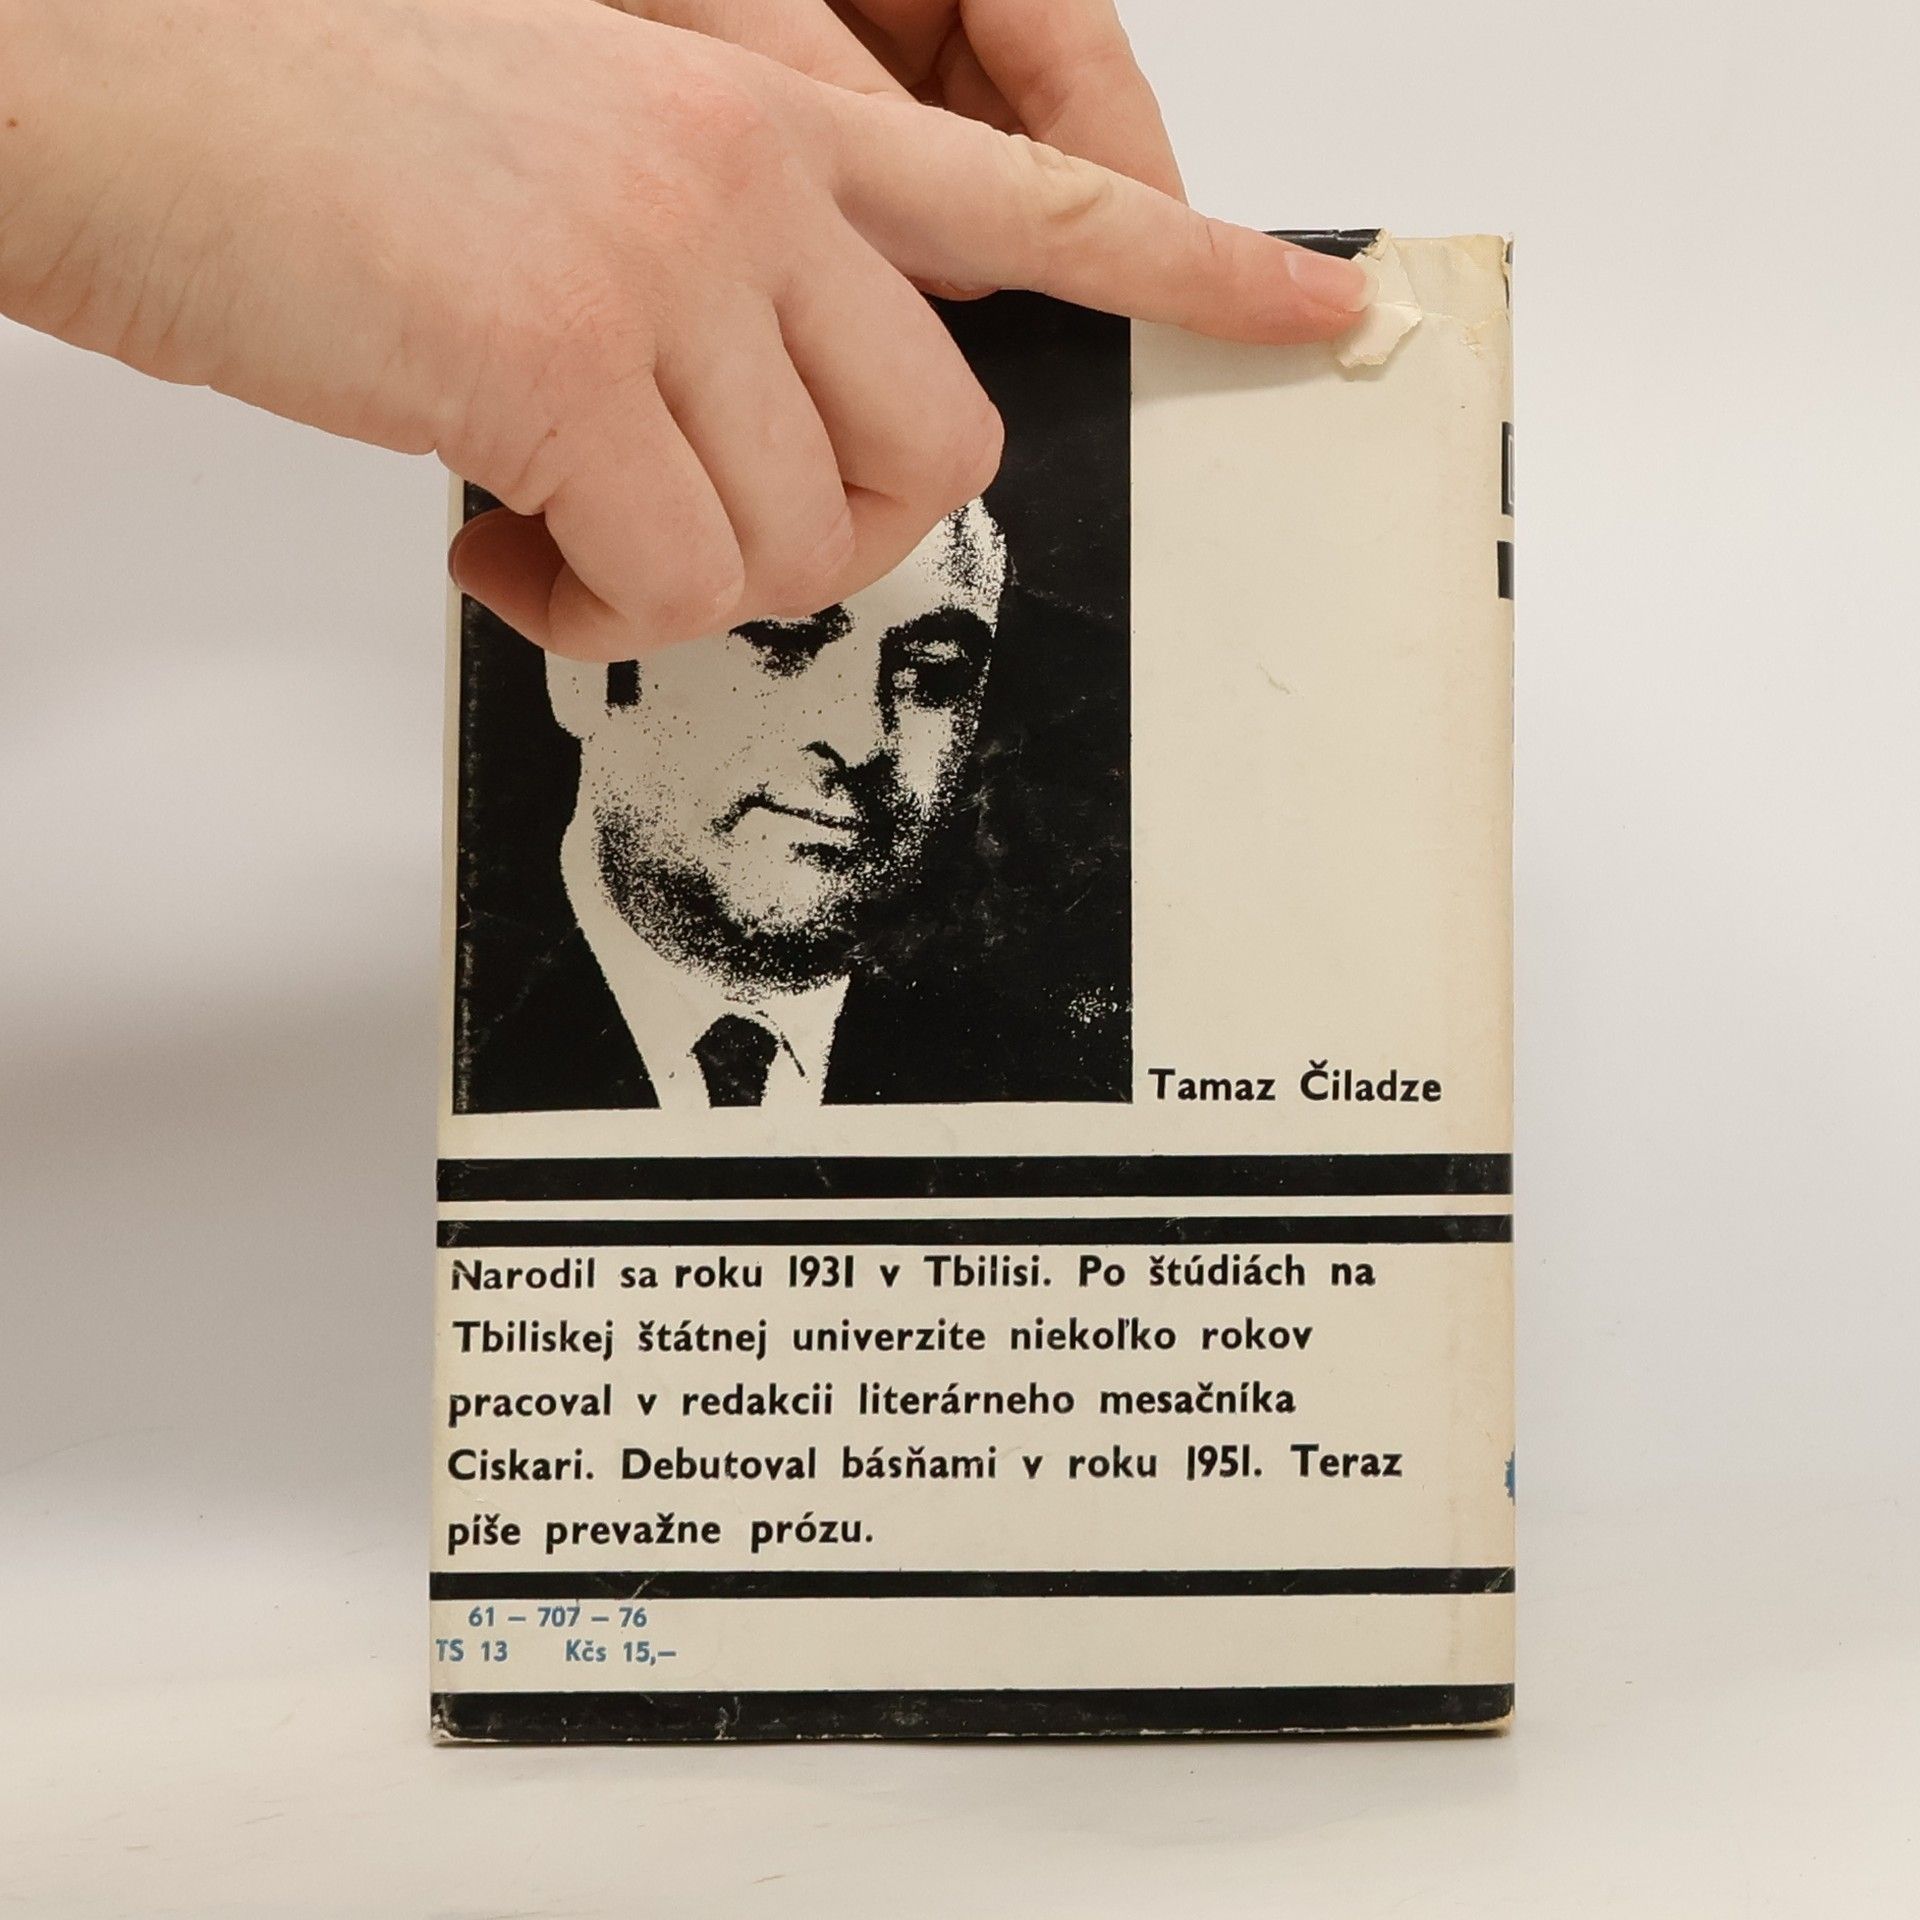 Tamaz Čiladze
Narodil sa roku 1931 v Tbilisi. Po štúdiách na
Tbiliskej štátnej univerzite niekoľko rokov
pracoval v redakcii literárneho mesačníka
Ciskari. Debutoval básňami v roku 1951. Teraz
píše prevažne prózu.
61 – 707 – 76
TS 13 Kčs 15,–